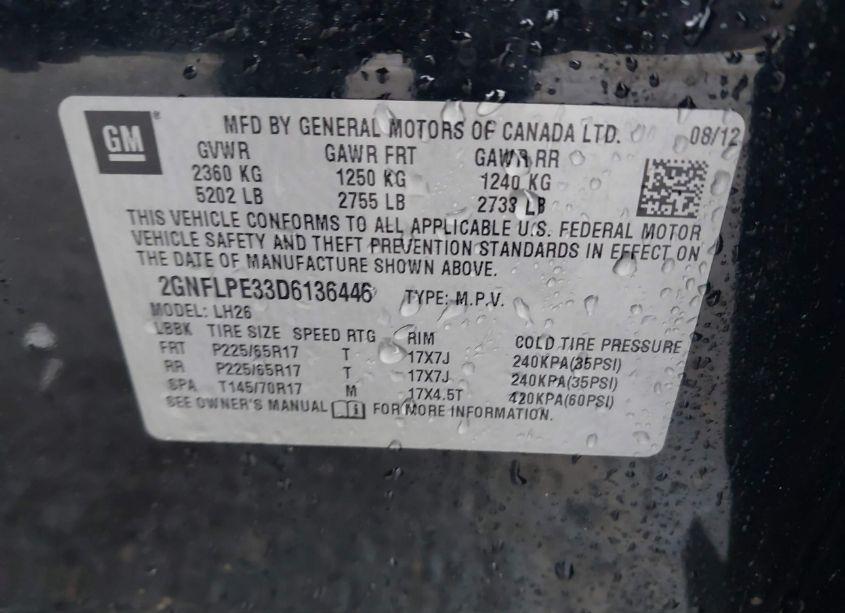 GM®
MFD BY GENERAL MOTORS OF CANADA LTD. 08/12
GVWR GAWR FRT GAWR RR
2360 KG 1250 KG 1240 KG
5202 LB 2755 LB 2733 LB
THIS VEHICLE CONFORMS TO ALL APPLICABLE U.S. FEDERAL MOTOR
VEHICLE SAFETY AND THEFT PREVENTION STANDARDS IN EFFECT ON
THE DATE OF MANUFACTURE SHOWN ABOVE.
2GNFLPE33D6136446 TYPE: M.P.V.
MODEL: LH26
LBBK TIRE SIZE SPEED RTG RIM COLD TIRE PRESSURE
FRT P225/65R17 T 17X7J 240KPA(35PSI)
RR P225/65R17 T 17X7J 240KPA(35PSI)
SPA T145/70R17 M 17X4.5T 420KPA(60PSI)
SEE OWNER'S MANUAL FOR MORE INFORMATION.